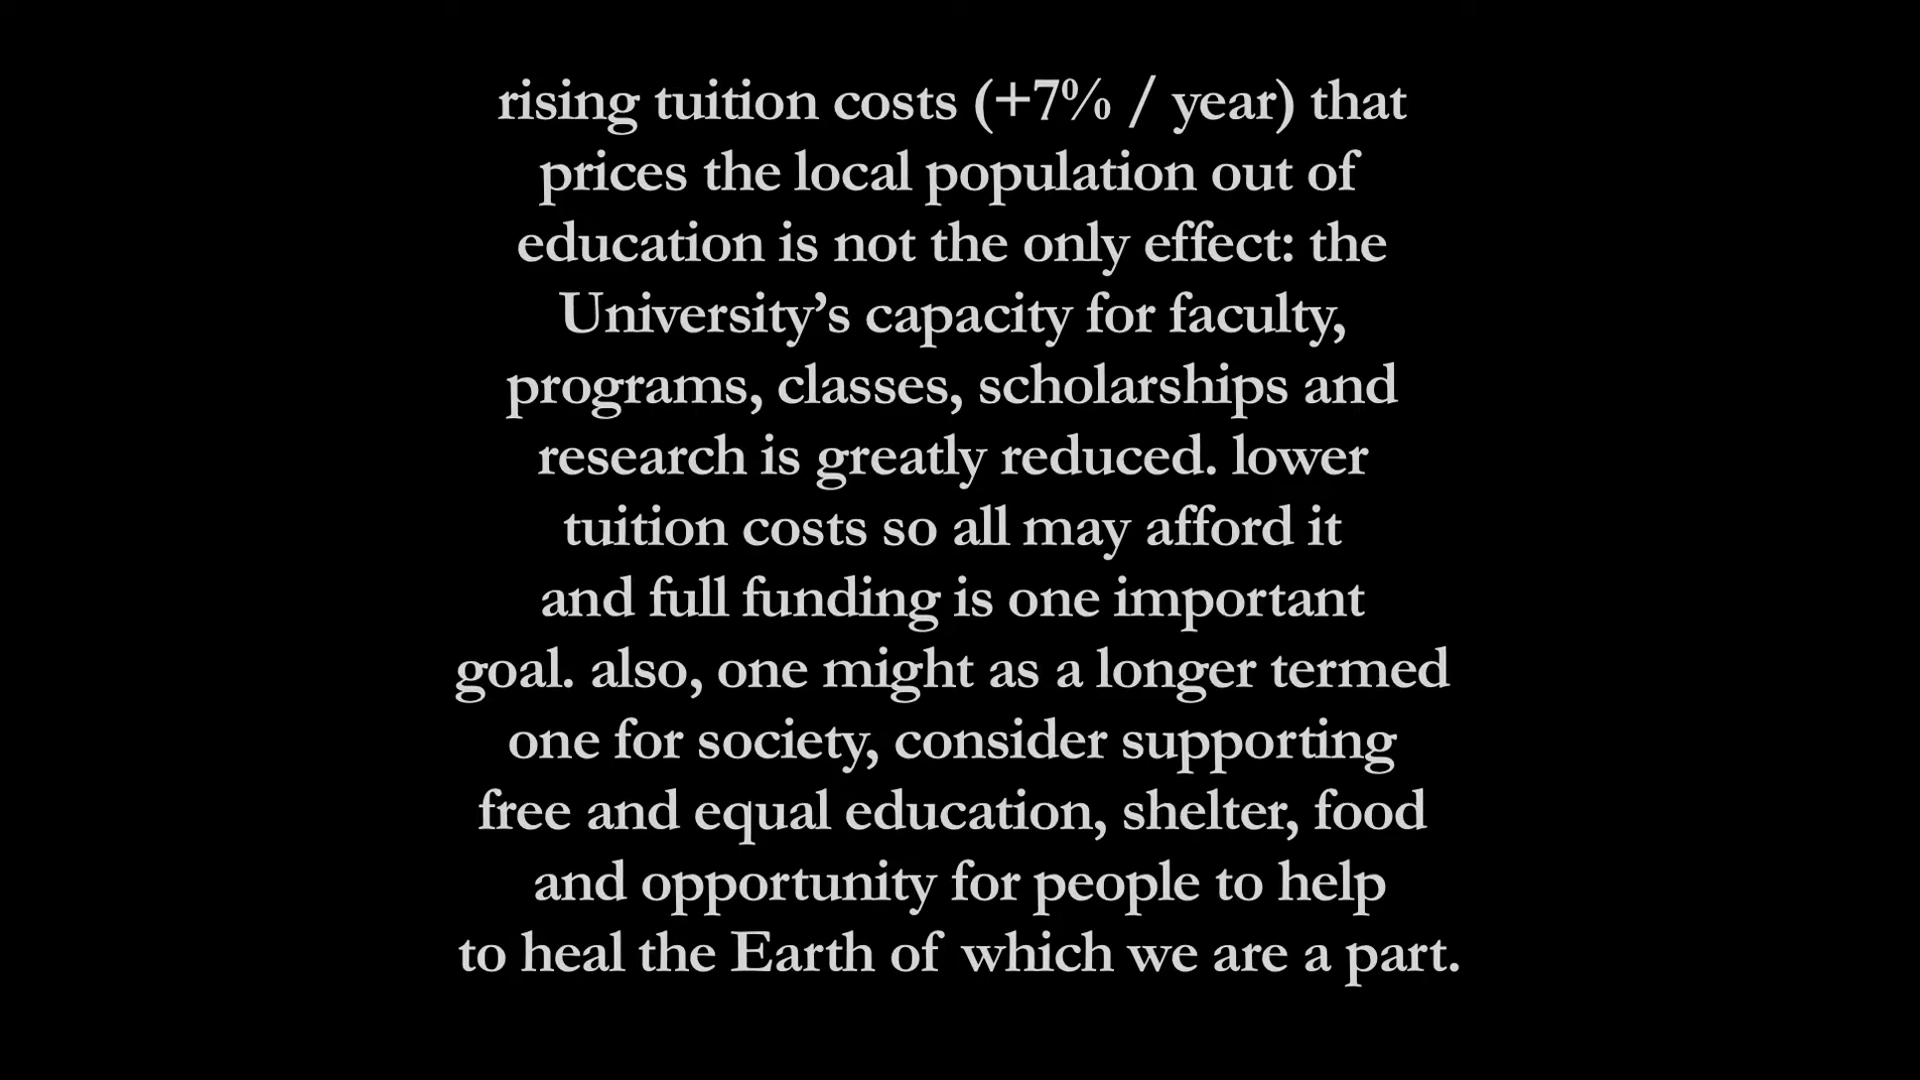 rising tuition costs (+7% / year) that
prices the local population out of
education is not the only effect: the
University’s capacity for faculty,
programs, classes, scholarships and
research is greatly reduced. lower
tuition costs so all may afford it
and full funding is one important
goal. also, one might as a longer termed
one for society, consider supporting
free and equal education, shelter, food
and opportunity for people to help
to heal the Earth of which we are a part.